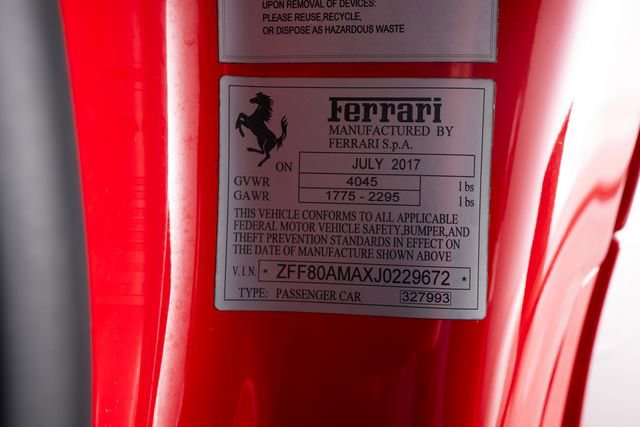 UPON REMOVAL OF DEVICES:
PLEASE REUSE,RECYCLE,
OR DISPOSE AS HAZARDOUS WASTE
Ferrari
MANUFACTURED BY
FERRARI S.p.A.
ON JULY 2017
GVWR 4045 lbs
GAWR 1775 - 2295 lbs
THIS VEHICLE CONFORMS TO ALL APPLICABLE
FEDERAL MOTOR VEHICLE SAFETY,BUMPER,AND
THEFT PREVENTION STANDARDS IN EFFECT ON
THE DATE OF MANUFACTURE SHOWN ABOVE
V.I.N. * ZFF80AMAXJ0229672 *
TYPE: PASSENGER CAR 327993